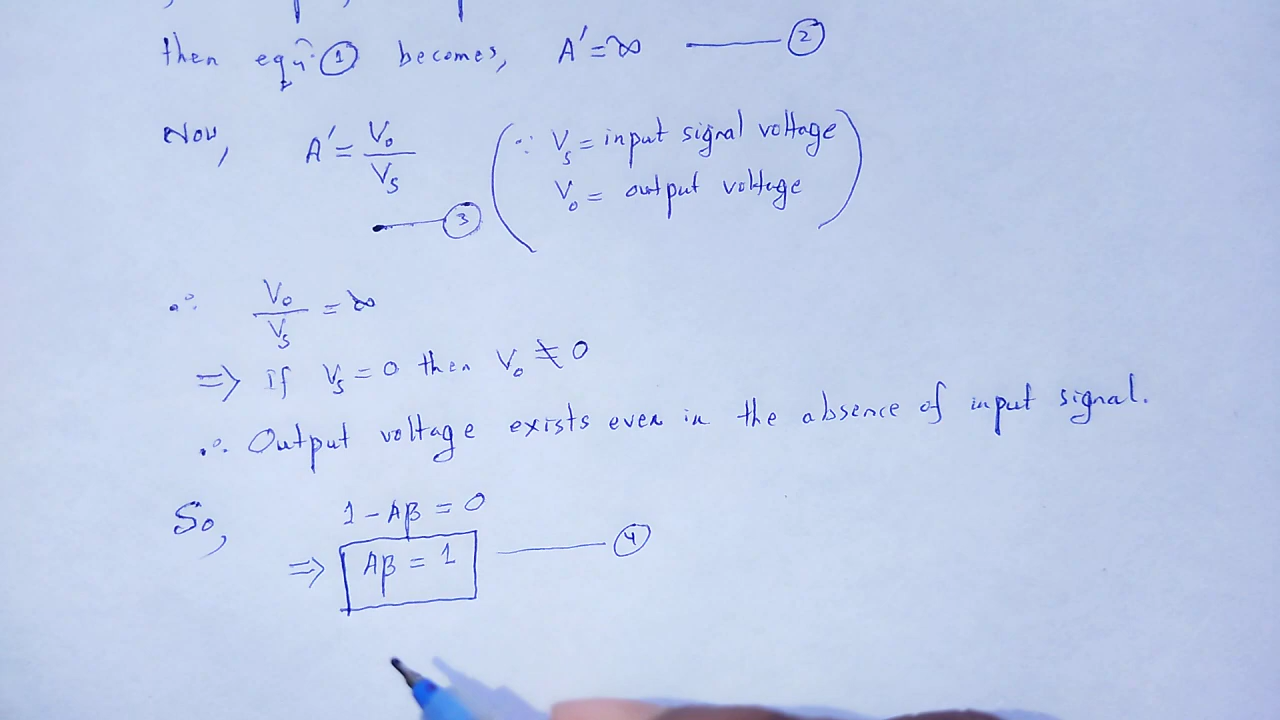 then eqⁿ ① becomes, A' = ∞ —— ②
Now, A' = V₀/Vₛ (∵ Vₛ = input signal voltage
V₀ = output voltage)
—— ③
∴ V₀/Vₛ = ∞
⇒ if Vₛ = 0 then V₀ ≠ 0
∴ Output voltage exists even in the absence of input signal.
So, 1 - Aβ = 0
⇒ Aβ = 1 —— ④